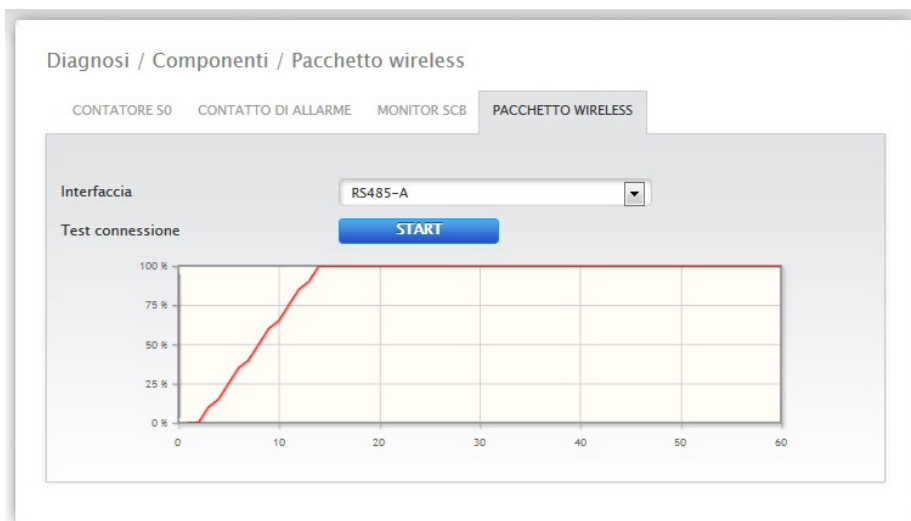 Diagnosi / Componenti / Pacchetto wireless
CONTATORE S0 CONTATTO DI ALLARME MONITOR SCB PACCHETTO WIRELESS
Interfaccia RS485-A
Test connessione START
100 %
75 %
50 %
25 %
0 %
0 10 20 30 40 50 60